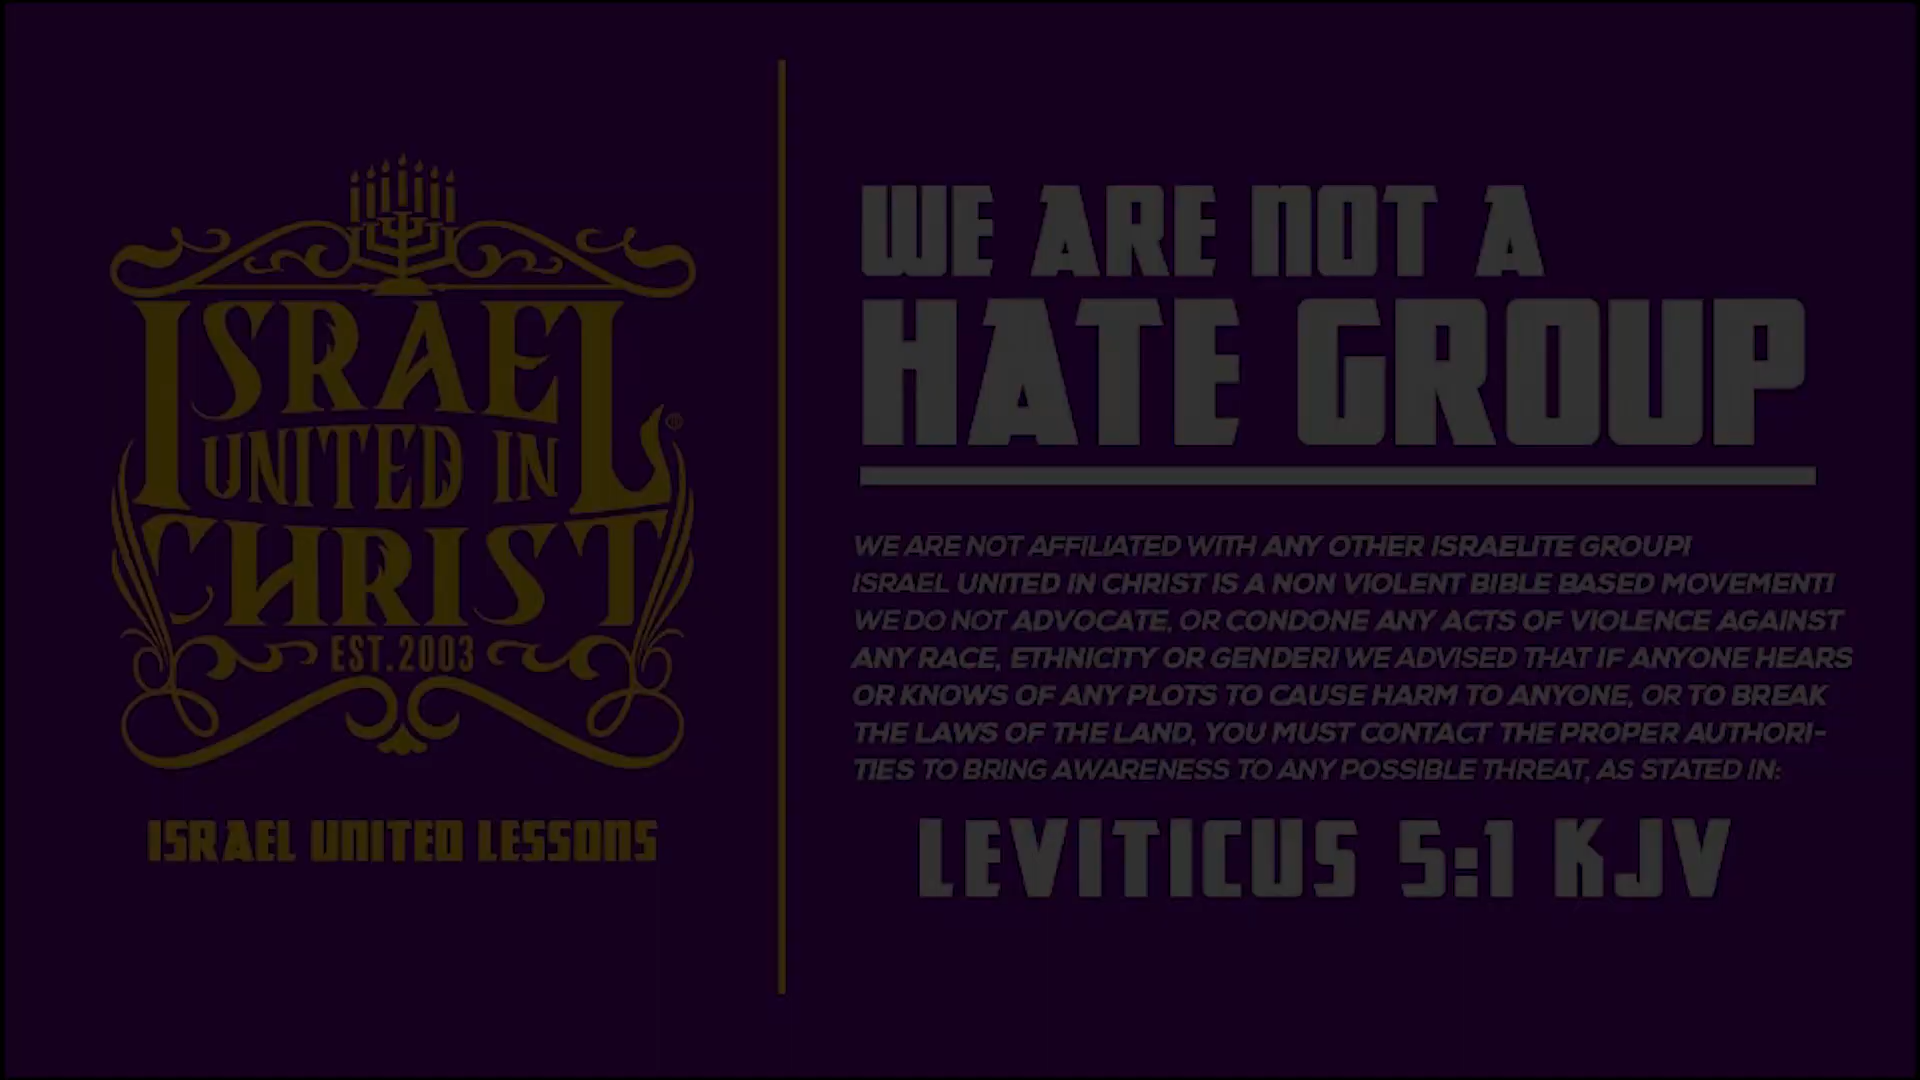 ISRAEL
UNITED IN
CHRIST
EST. 2003
ISRAEL UNITED LESSONS
WE ARE NOT A
HATE GROUP
WE ARE NOT AFFILIATED WITH ANY OTHER ISRAELITE GROUP!
ISRAEL UNITED IN CHRIST IS A NON VIOLENT BIBLE BASED MOVEMENT!
WE DO NOT ADVOCATE, OR CONDONE ANY ACTS OF VIOLENCE AGAINST
ANY RACE, ETHNICITY OR GENDER! WE ADVISED THAT IF ANYONE HEARS
OR KNOWS OF ANY PLOTS TO CAUSE HARM TO ANYONE, OR TO BREAK
THE LAWS OF THE LAND, YOU MUST CONTACT THE PROPER AUTHORI-
TIES TO BRING AWARENESS TO ANY POSSIBLE THREAT, AS STATED IN:
LEVITICUS 5:1 KJV